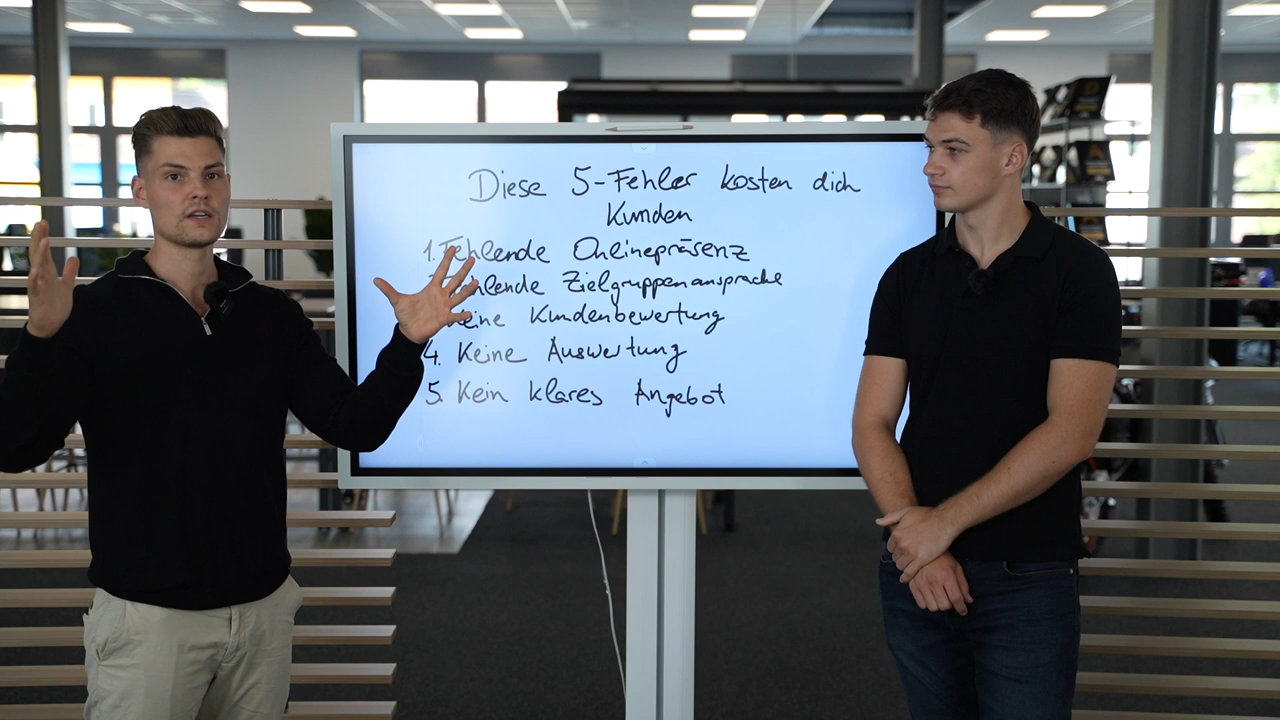 Diese 5-Fehler kosten dich
Kunden
1. Fehlende Onlinepräsenz
Zielgruppenansprache
Kundenbewertung
4. Keine Auswertung
5. Kein klares Angebot